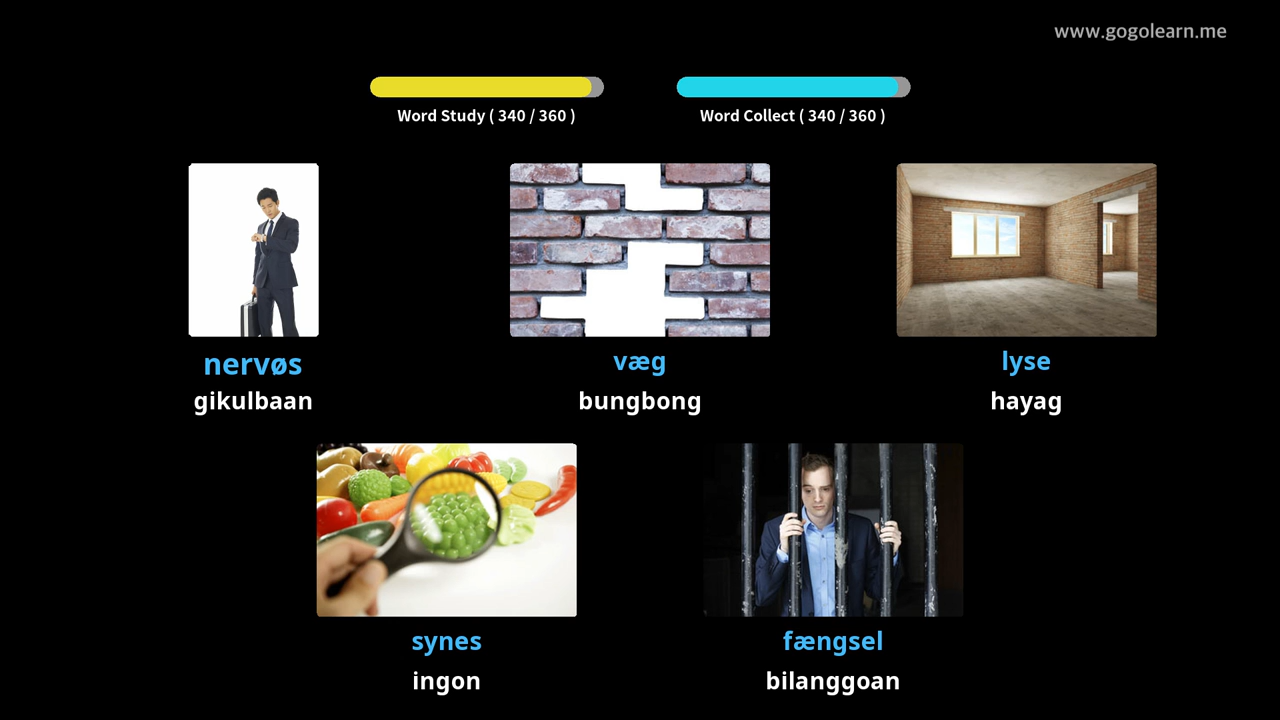 www.gogolearn.me
Word Study ( 340 / 360 )
Word Collect ( 340 / 360 )
nervøs
gikulbaan
væg
bungbong
lyse
hayag
synes
ingon
fængsel
bilanggoan